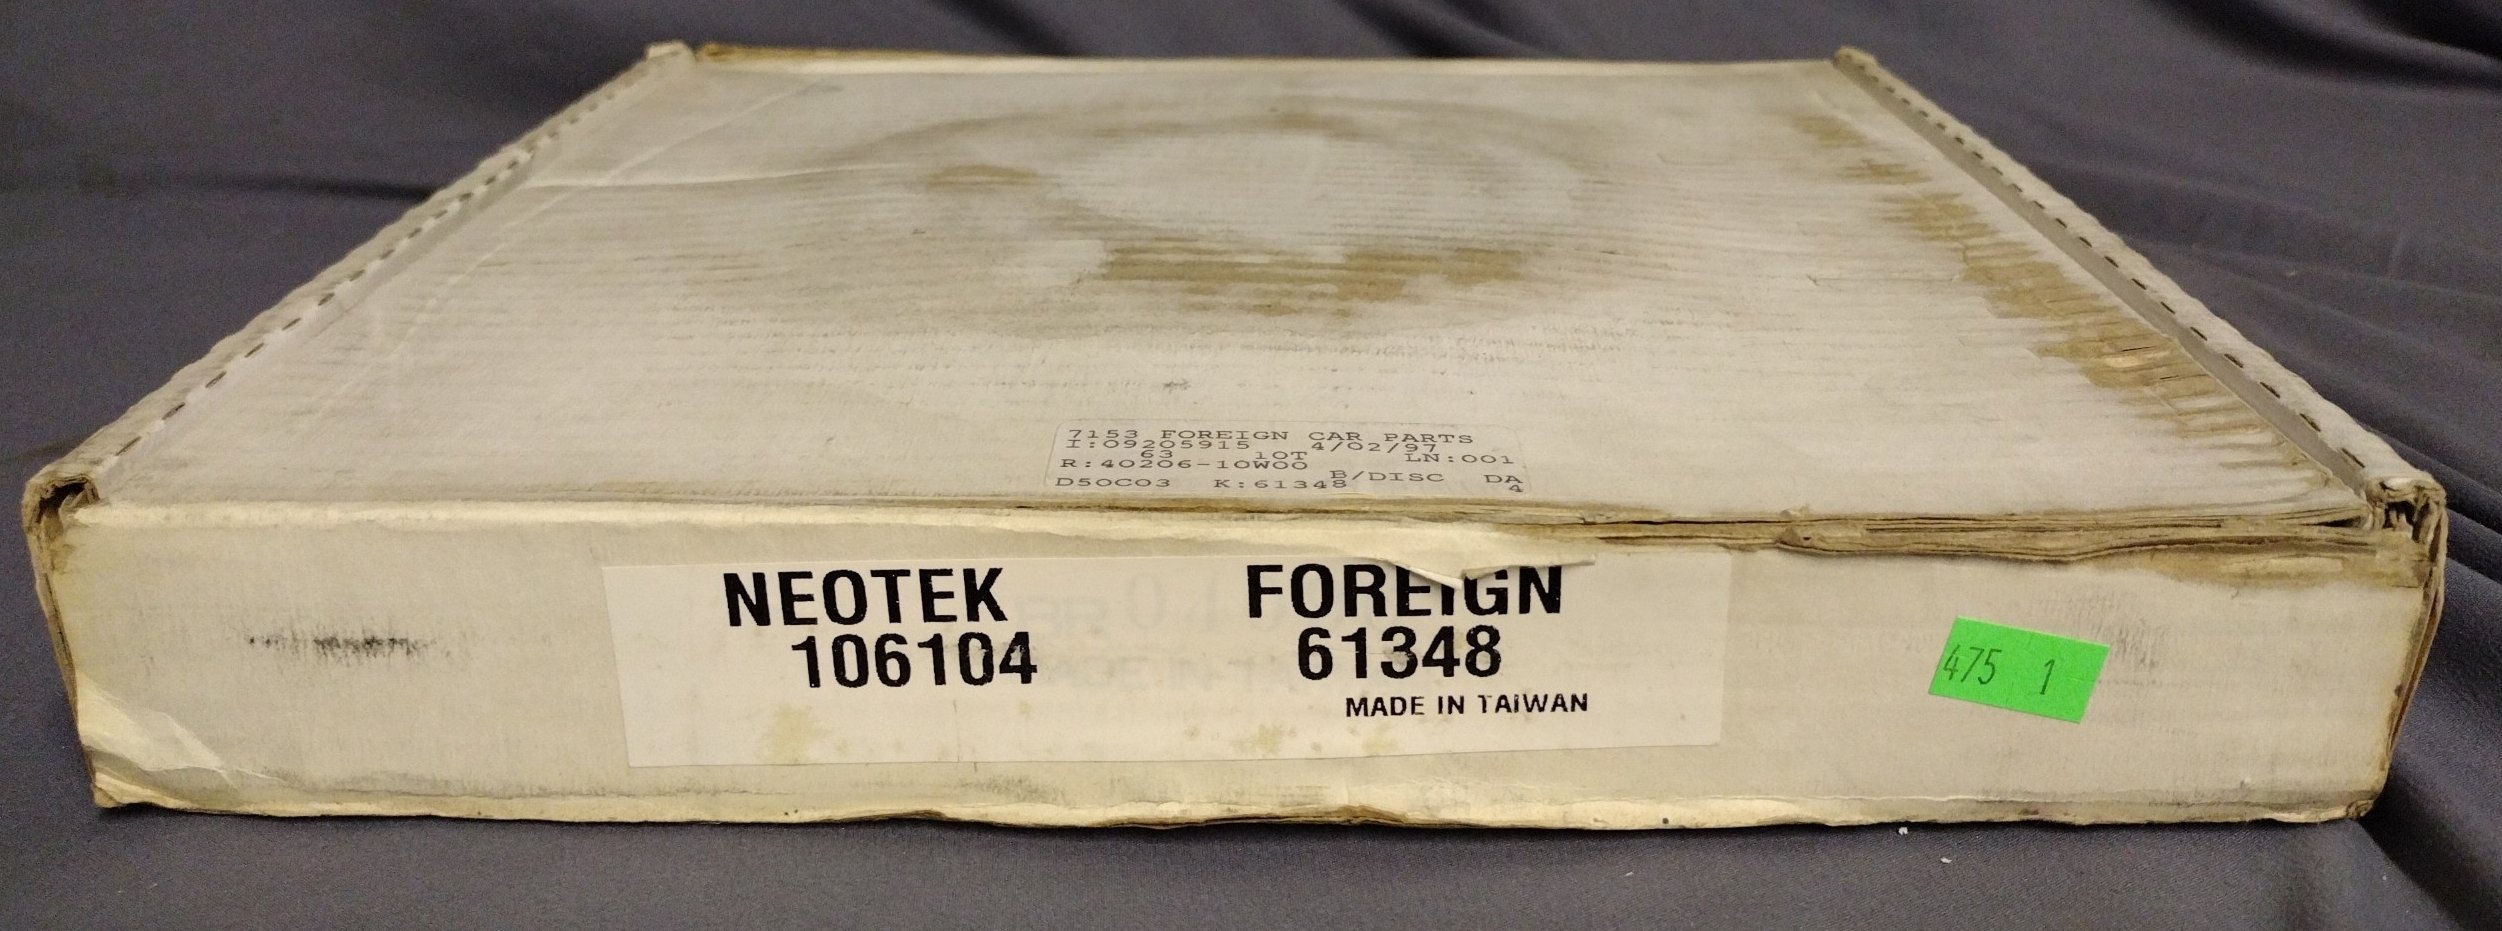 7153 FOREIGN CAR PARTS
I:09205915 4/02/97
63 10T LN:001
R:40206-10W00
B/DISC DA
D50C03 K:61348 4
NEOTEK FOREIGN
106104 61348
MADE IN TAIWAN
475 1